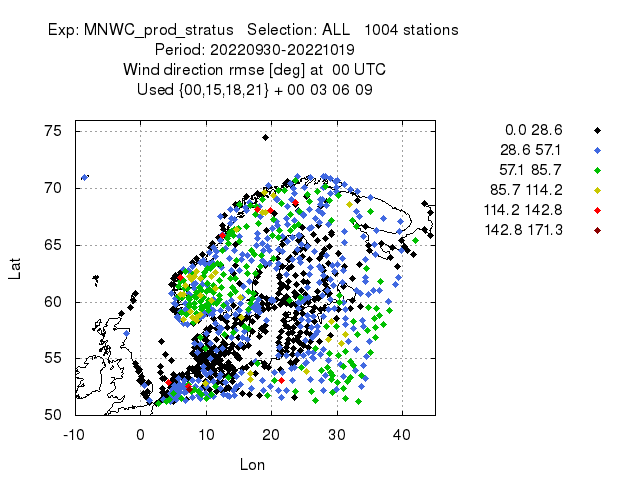 Exp: MNWC_prod_stratus   Selection: ALL   1004 stations
Period: 20220930-20221019
Wind direction rmse [deg] at  00 UTC
Used {00,15,18,21} + 00 03 06 09
0.0 28.6
28.6 57.1
57.1 85.7
85.7 114.2
114.2 142.8
142.8 171.3
75
70
65
60
55
50
Lat
-10 0 10 20 30 40
Lon